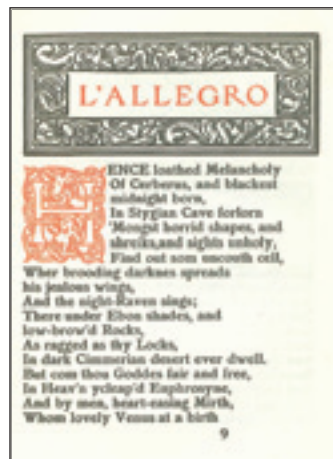 L'ALLEGRO
HENCE loathed Melancholy
Of Cerberus, and blackest
midnight born,
In Stygian Cave forlorn
'Mongst horrid shapes, and
shreiks, and sights unholy,
Find out som uncouth cell,
Wher brooding darknes spreads
his jealous wings,
And the night-Raven sings;
There under Ebon shades, and
low-brow'd Rocks,
As ragged as thy Locks,
In dark Cimmerian desert ever dwell.
But com thou Goddes fair and free,
In Heav'n ycleap'd Euphrosyne,
And by men, heart-easing Mirth,
Whom lovely Venus at a birth
9